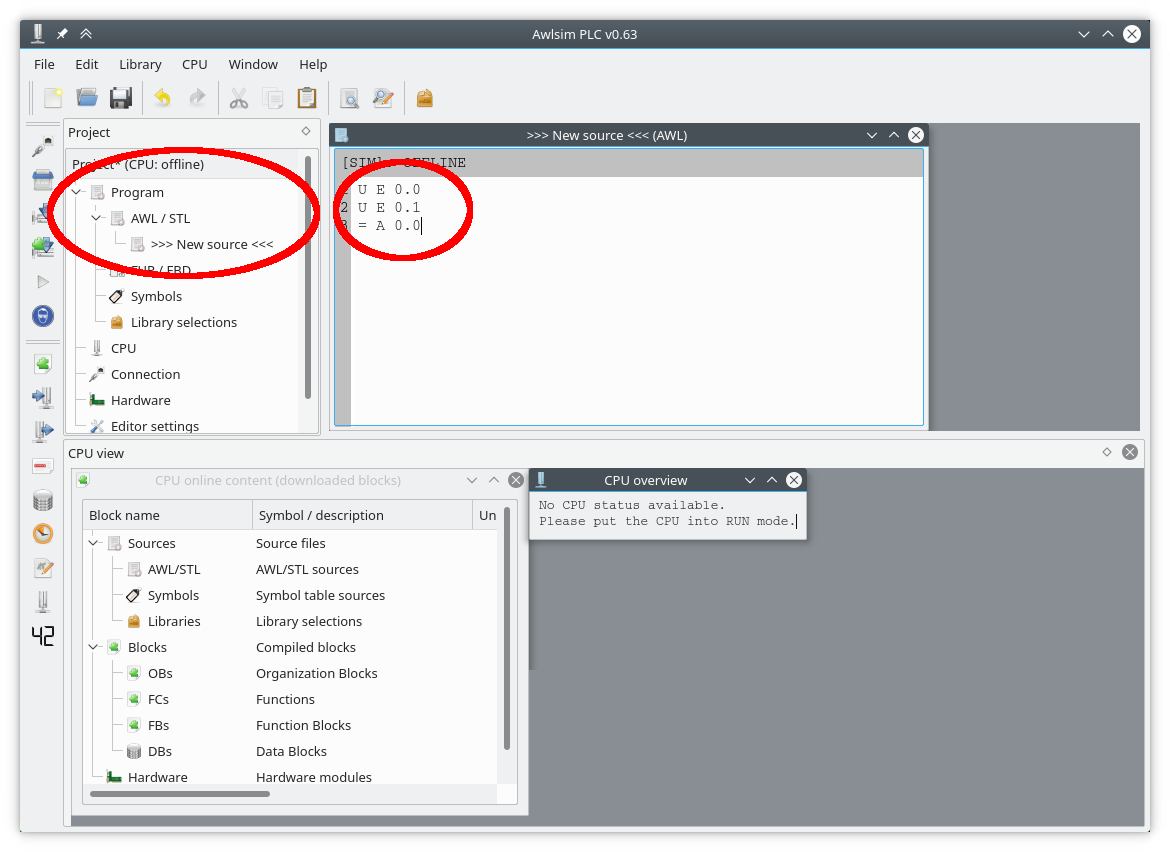 Awlsim PLC v0.63
File Edit Library CPU Window Help
Project
Project* (CPU: offline)
Program
AWL / STL
>>> New source <<<
FUP / FBD
Symbols
Library selections
CPU
Connection
Hardware
Editor settings
>>> New source <<< (AWL)
[SIM] OFFLINE
U E 0.0
2 U E 0.1
3 = A 0.0
42
CPU view
CPU online content (downloaded blocks)
Block name Symbol / description Un
Sources Source files
AWL/STL AWL/STL sources
Symbols Symbol table sources
Libraries Library selections
Blocks Compiled blocks
OBs Organization Blocks
FCs Functions
FBs Function Blocks
DBs Data Blocks
Hardware Hardware modules
CPU overview
No CPU status available.
Please put the CPU into RUN mode.